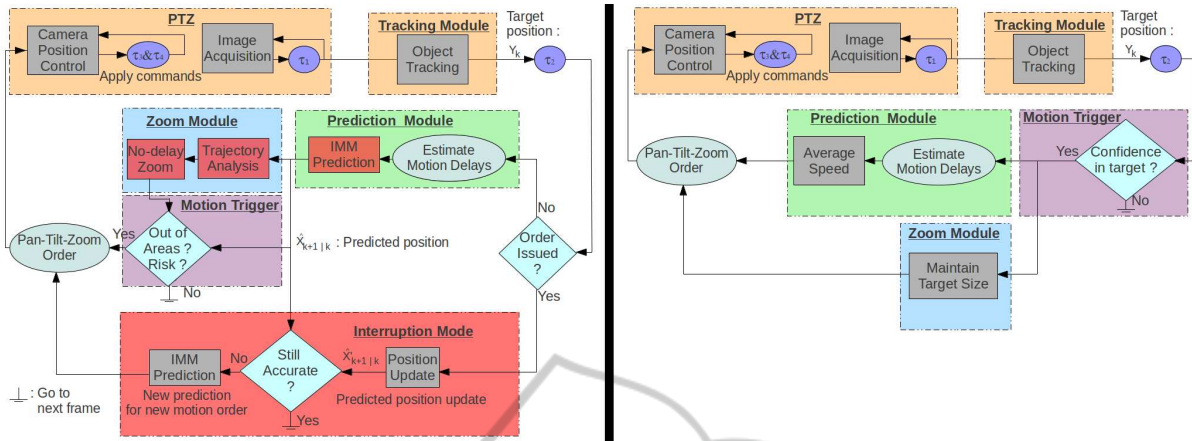 PTZ
Camera
Position
Control
τ₃&τ₄
Apply commands
Image
Acquisition
τ₁
Tracking Module
Object
Tracking
Target
position :
Yₖ
τ₂
Zoom Module
No-delay
Zoom
Trajectory
Analysis
Prediction Module
IMM
Prediction
Estimate
Motion Delays
Motion Trigger
Out of
Areas ?
Risk ?
Yes
No
Pan-Tilt-Zoom
Order
X̂ₖ₊₁ | ₖ : Predicted position
No
Order
Issued
?
Yes
Interruption Mode
IMM
Prediction
New prediction
for new motion order
No
Still
Accurate
?
Yes
X̂'ₖ₊₁ | ₖ
Position
Update
Predicted position update
: Go to
next frame
PTZ
Camera
Position
Control
τ₃&τ₄
Apply commands
Image
Acquisition
τ₁
Tracking Module
Object
Tracking
Target
position :
Yₖ
τ₂
Pan-Tilt-Zoom
Order
Prediction Module
Average
Speed
Estimate
Motion Delays
Motion Trigger
Yes
Confidence
in target ?
No
Zoom Module
Maintain
Target Size